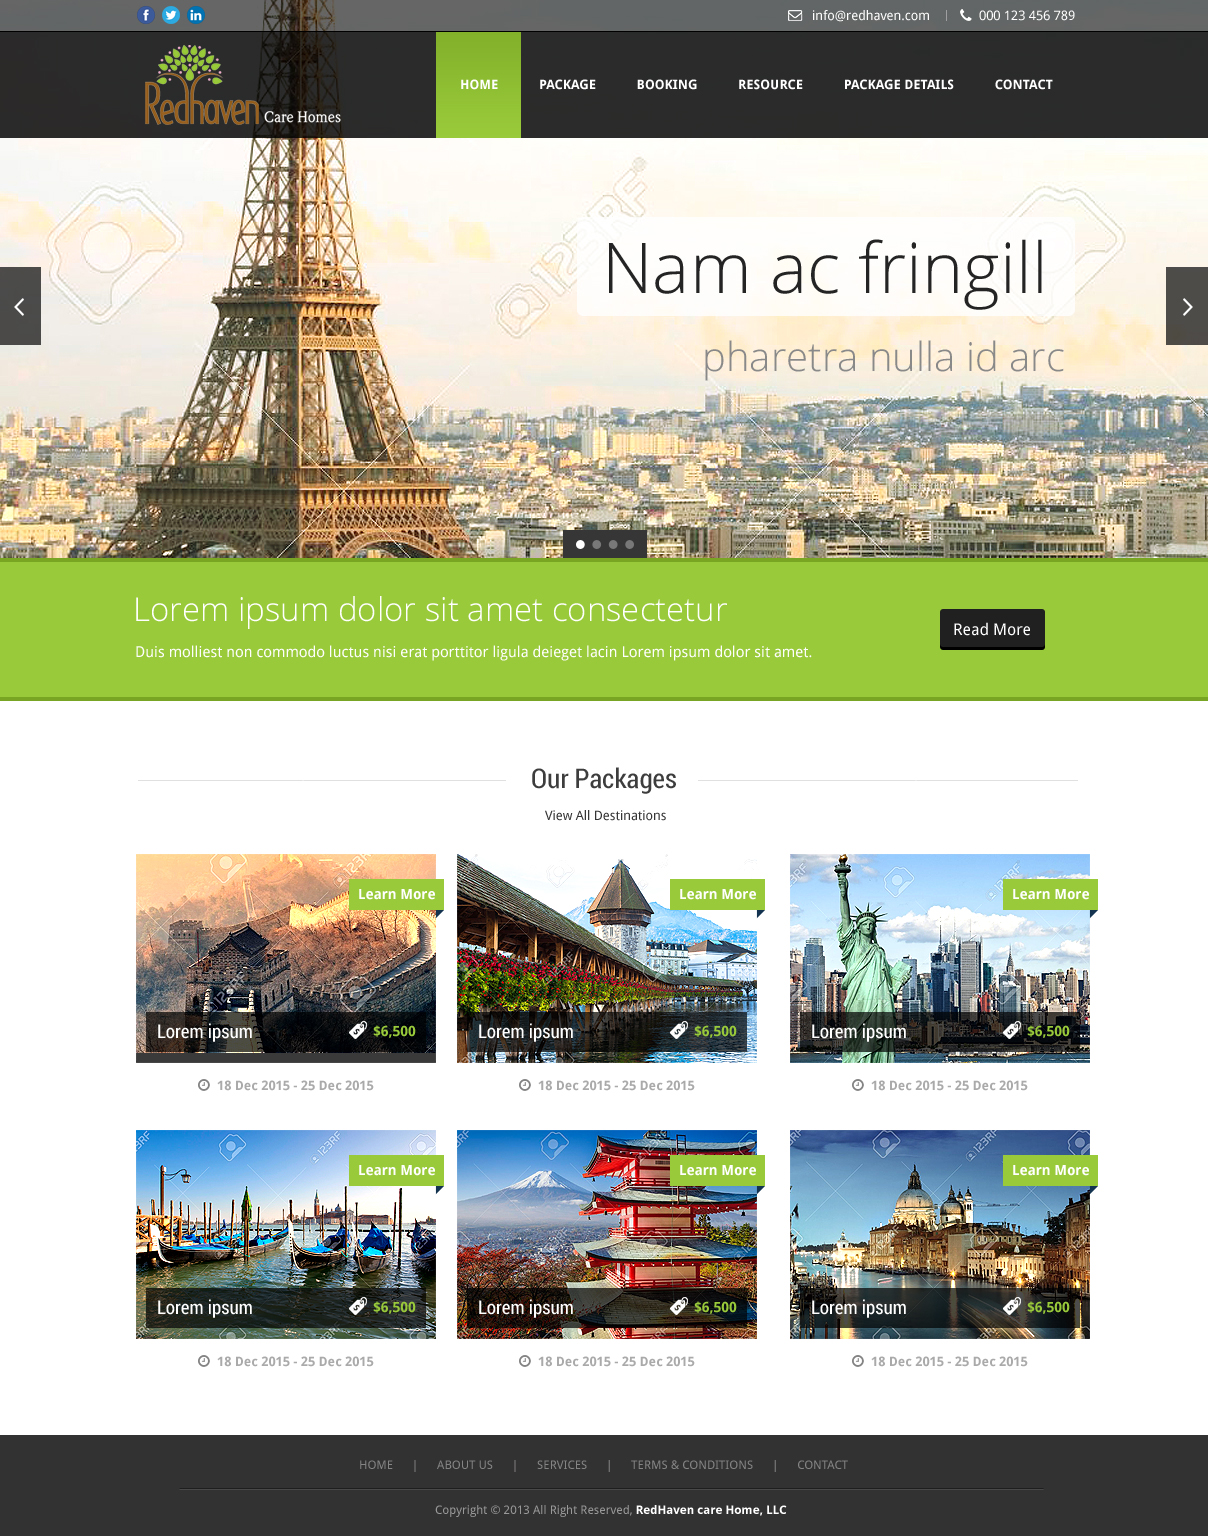 info@redhaven.com | 000 123 456 789
Redhaven Care Homes
HOME PACKAGE BOOKING RESOURCE PACKAGE DETAILS CONTACT
123RF
Nam ac fringill
pharetra nulla id arc
Lorem ipsum dolor sit amet consectetur
Duis molliest non commodo luctus nisi erat porttitor ligula deieget lacin Lorem ipsum dolor sit amet.
Read More
Our Packages
View All Destinations
Learn More Learn More Learn More
Lorem ipsum $6,500 Lorem ipsum $6,500 Lorem ipsum $6,500
18 Dec 2015 - 25 Dec 2015 18 Dec 2015 - 25 Dec 2015 18 Dec 2015 - 25 Dec 2015
Learn More Learn More Learn More
Lorem ipsum $6,500 Lorem ipsum $6,500 Lorem ipsum $6,500
18 Dec 2015 - 25 Dec 2015 18 Dec 2015 - 25 Dec 2015 18 Dec 2015 - 25 Dec 2015
HOME | ABOUT US | SERVICES | TERMS & CONDITIONS | CONTACT
Copyright © 2013 All Right Reserved, RedHaven care Home, LLC